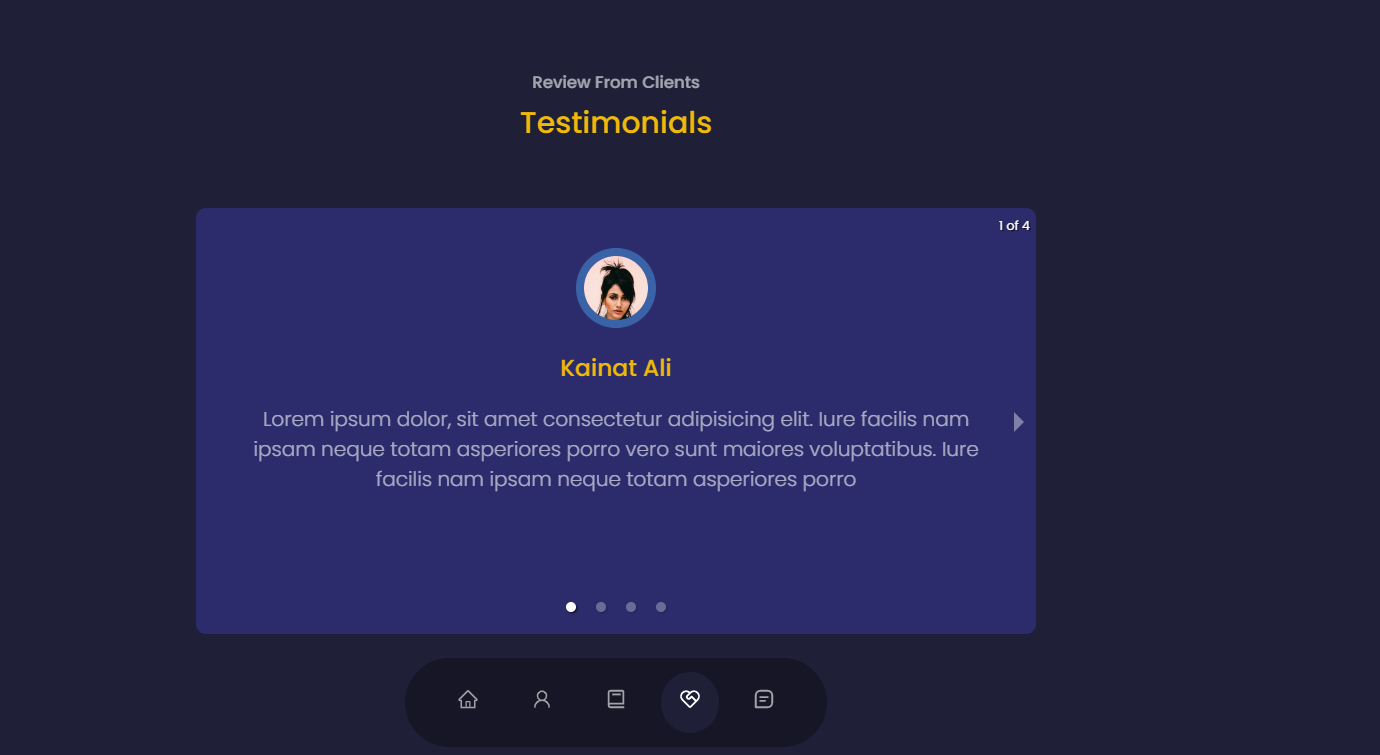 Review From Clients
Testimonials
1 of 4
Kainat Ali
Lorem ipsum dolor, sit amet consectetur adipisicing elit. Iure facilis nam
ipsam neque totam asperiores porro vero sunt maiores voluptatibus. Iure
facilis nam ipsam neque totam asperiores porro